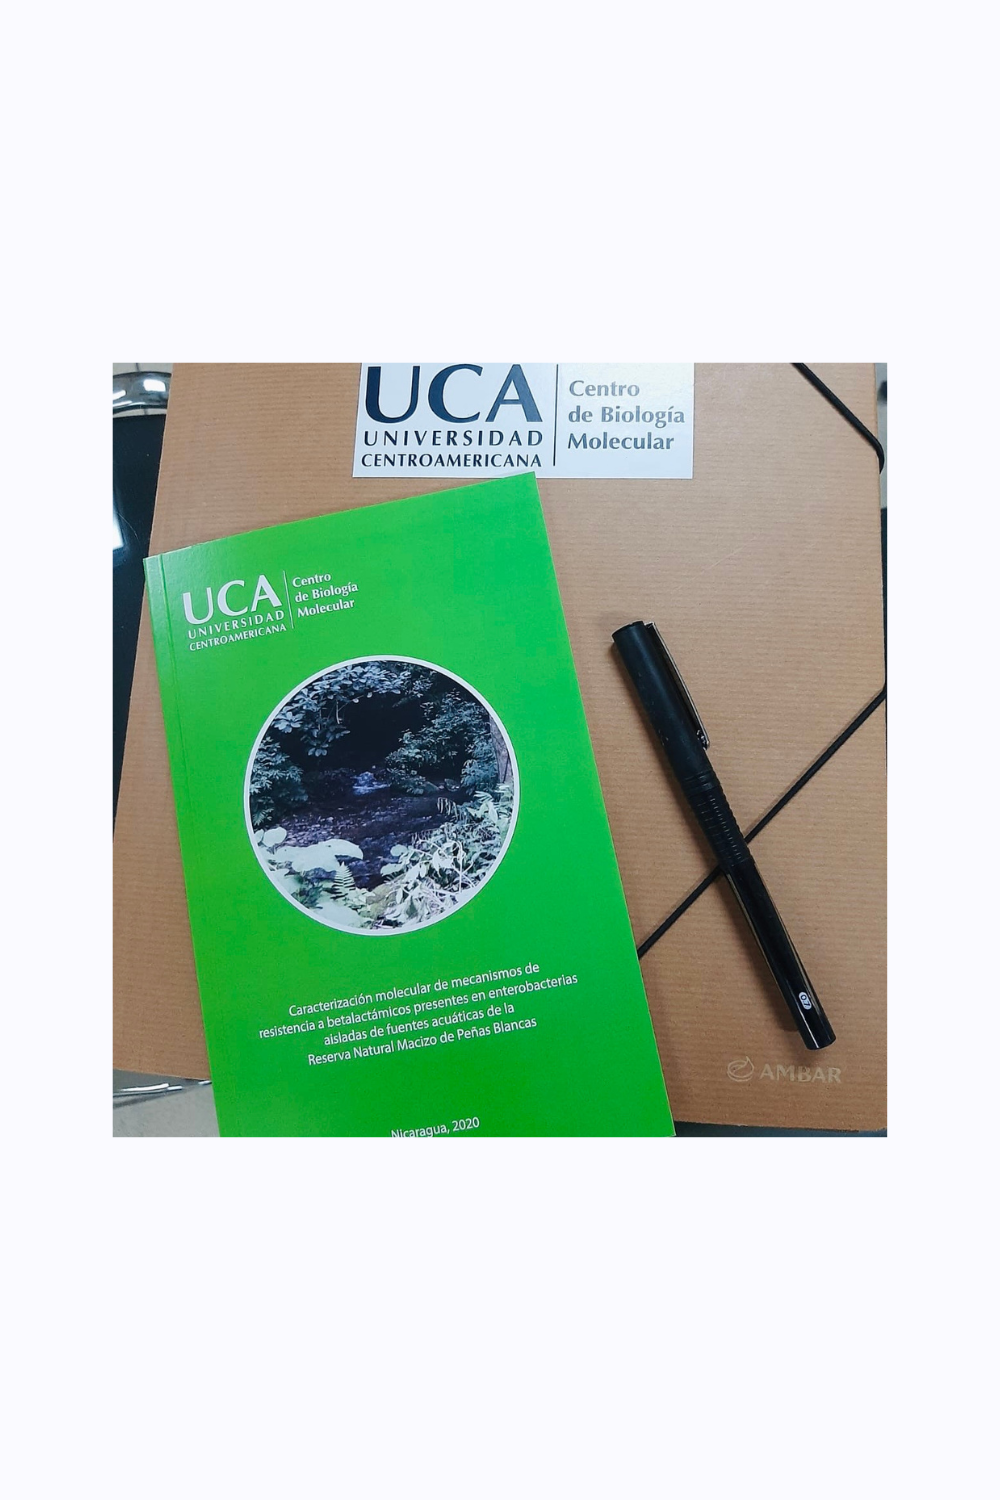 UCA
UNIVERSIDAD
CENTROAMERICANA
Centro
de Biología
Molecular
UCA
UNIVERSIDAD
CENTROAMERICANA
Centro
de Biología
Molecular
Caracterización molecular de mecanismos de
resistencia a betalactámicos presentes en enterobacterias
aisladas de fuentes acuáticas de la
Reserva Natural Macizo de Peñas Blancas
Nicaragua, 2020
07
AMBAR